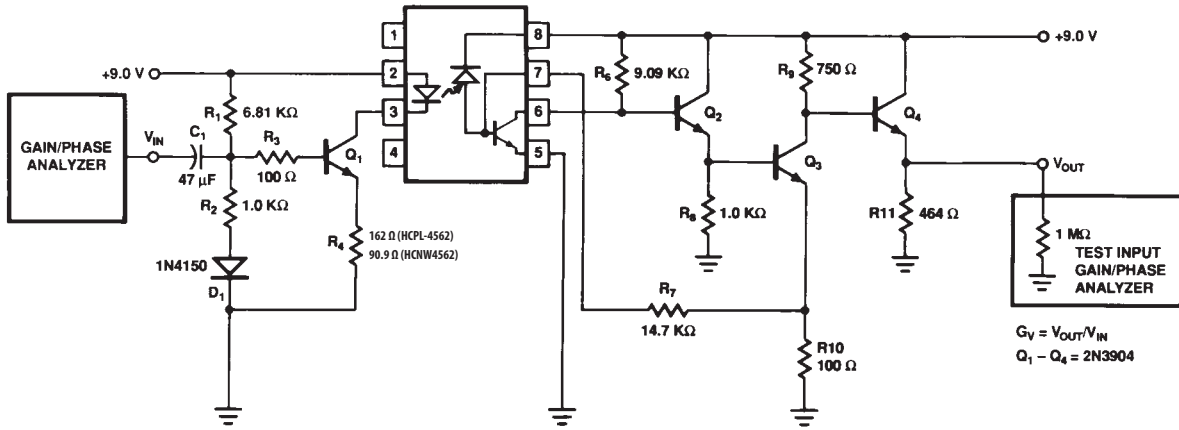 +9.0 V
GAIN/PHASE
ANALYZER
V_IN
C₁
47 µF
R₁
6.81 KΩ
R₃
100 Ω
R₂
1.0 KΩ
1N4150
D₁
Q₁
R₄
162 Ω (HCPL-4562)
90.9 Ω (HCNW4562)
1
2
3
4
8
7
6
5
R₆
9.09 KΩ
Q₂
R₈
1.0 KΩ
R₇
14.7 KΩ
R₉
750 Ω
Q₃
R10
100 Ω
Q₄
R11
464 Ω
+9.0 V
V_OUT
1 MΩ
TEST INPUT
GAIN/PHASE
ANALYZER
G_V = V_OUT/V_IN
Q₁ – Q₄ = 2N3904